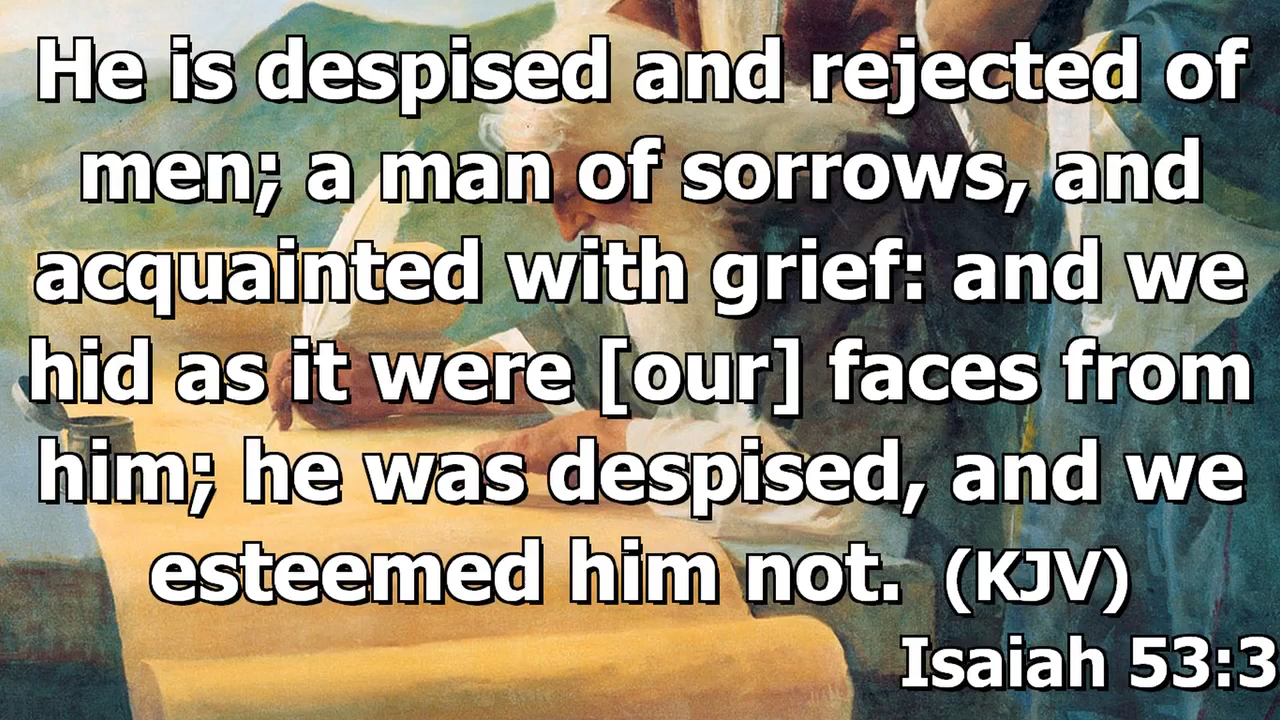 He is despised and rejected of
men; a man of sorrows, and
acquainted with grief: and we
hid as it were [our] faces from
him; he was despised, and we
esteemed him not. (KJV)
Isaiah 53:3